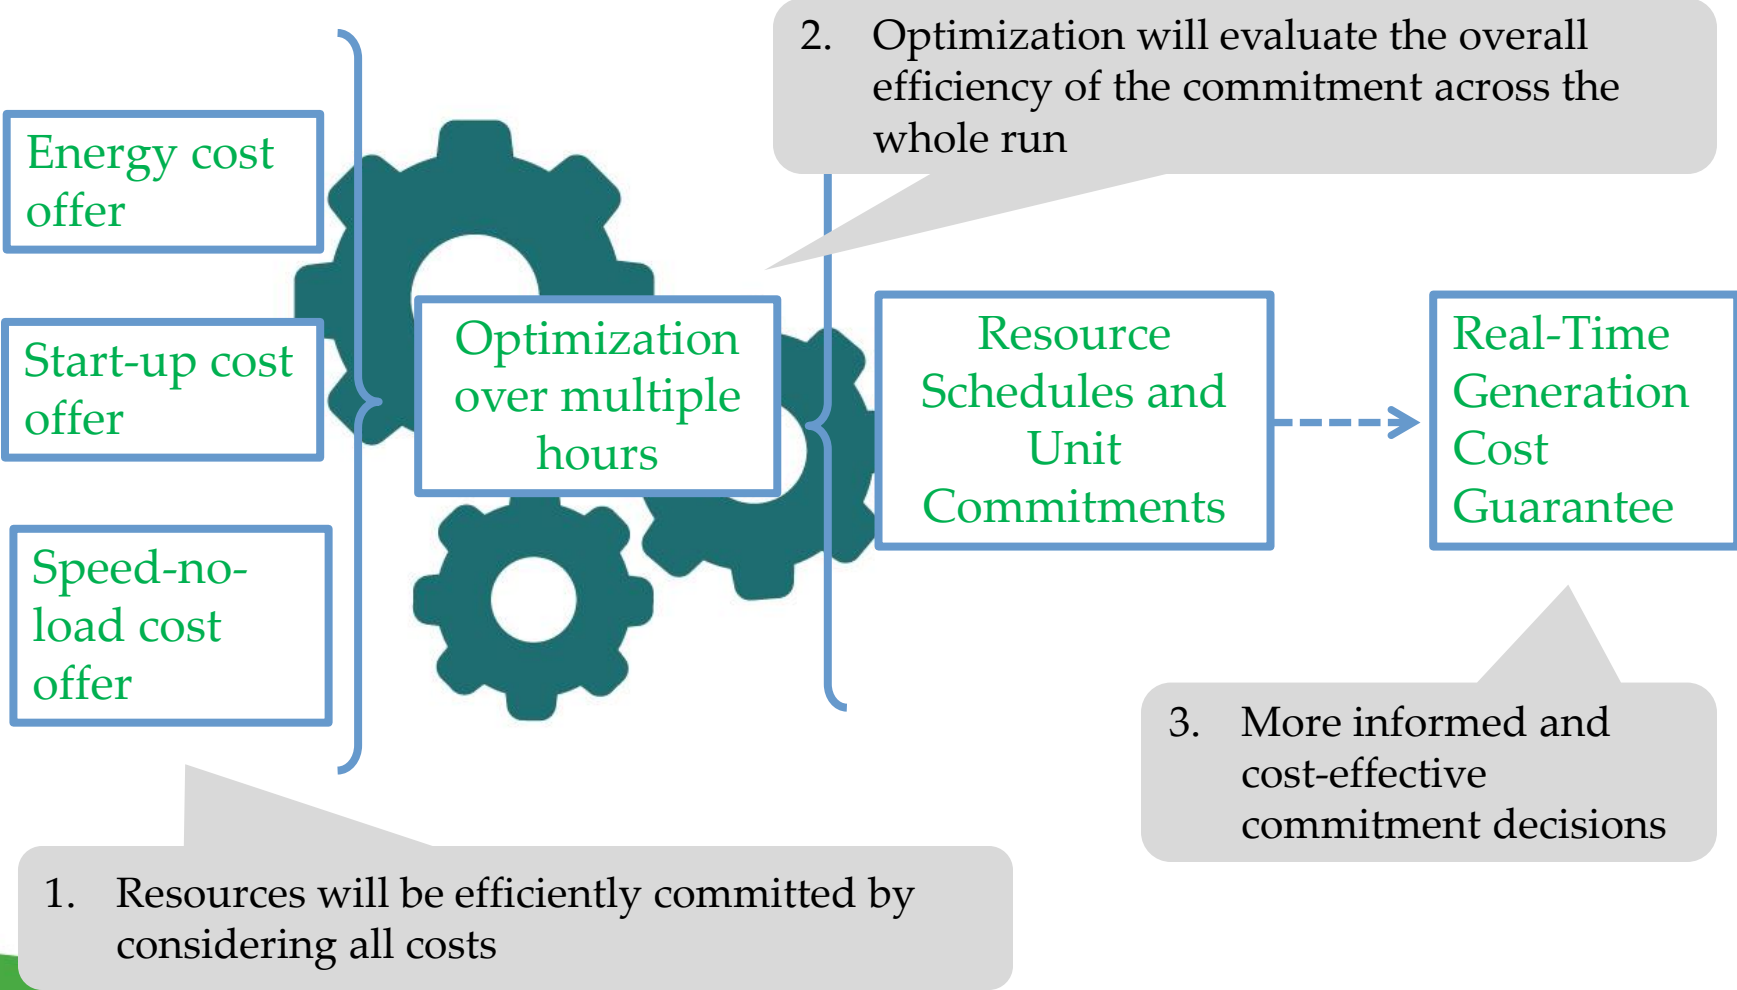 2. Optimization will evaluate the overall
efficiency of the commitment across the
whole run
Energy cost
offer
Start-up cost
offer
Speed-no-
load cost
offer
Optimization
over multiple
hours
Resource
Schedules and
Unit
Commitments
Real-Time
Generation
Cost
Guarantee
3. More informed and
cost-effective
commitment decisions
1. Resources will be efficiently committed by
considering all costs